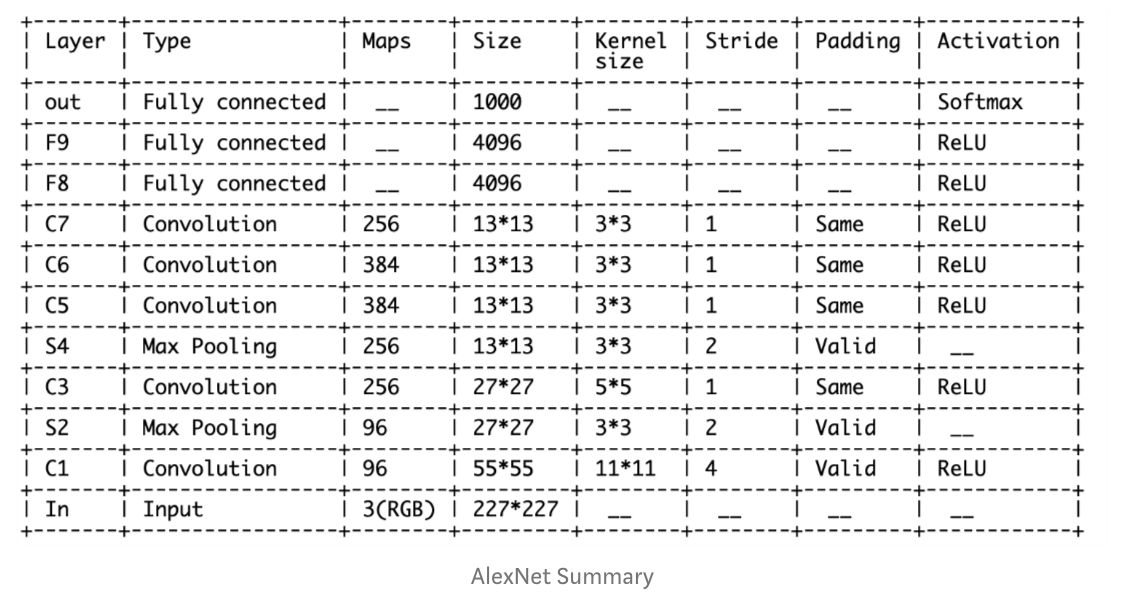 Layer Type Maps Size Kernel size Stride Padding Activation
out Fully connected __ 1000 __ __ __ Softmax
F9 Fully connected __ 4096 __ __ __ ReLU
F8 Fully connected __ 4096 __ __ __ ReLU
C7 Convolution 256 13*13 3*3 1 Same ReLU
C6 Convolution 384 13*13 3*3 1 Same ReLU
C5 Convolution 384 13*13 3*3 1 Same ReLU
S4 Max Pooling 256 13*13 3*3 2 Valid __
C3 Convolution 256 27*27 5*5 1 Same ReLU
S2 Max Pooling 96 27*27 3*3 2 Valid __
C1 Convolution 96 55*55 11*11 4 Valid ReLU
In Input 3(RGB) 227*227 __ __ __ __
AlexNet Summary